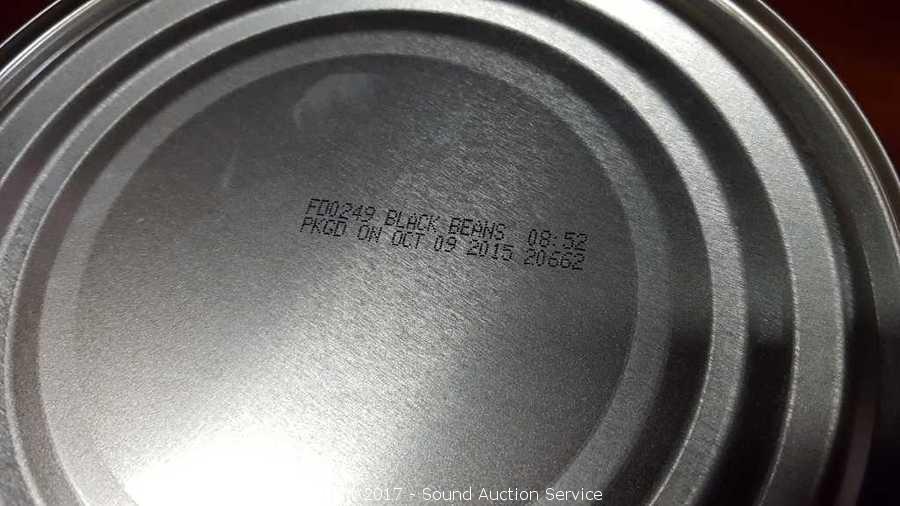 FD0249 BLACK BEANS 08:52
PKGD ON OCT 09 2015 20662
2017 - Sound Auction Service